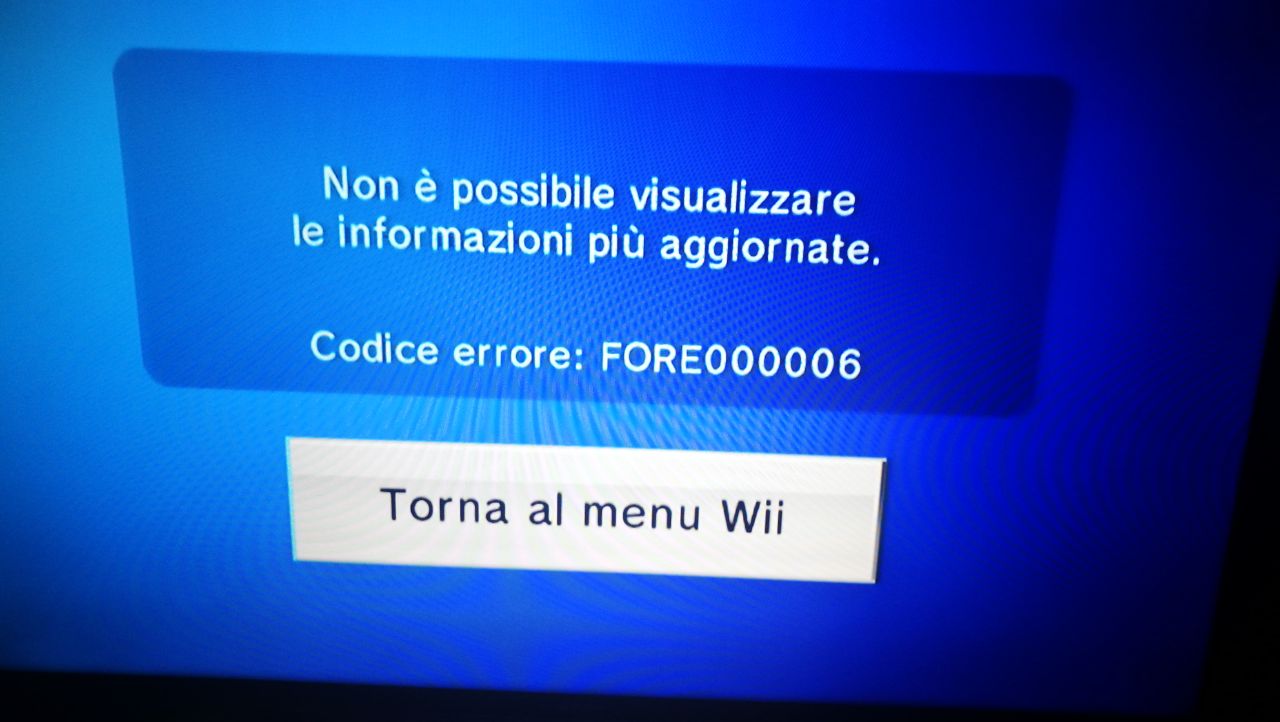 Non è possibile visualizzare
le informazioni più aggiornate.
Codice errore: FORE000006
Torna al menu Wii